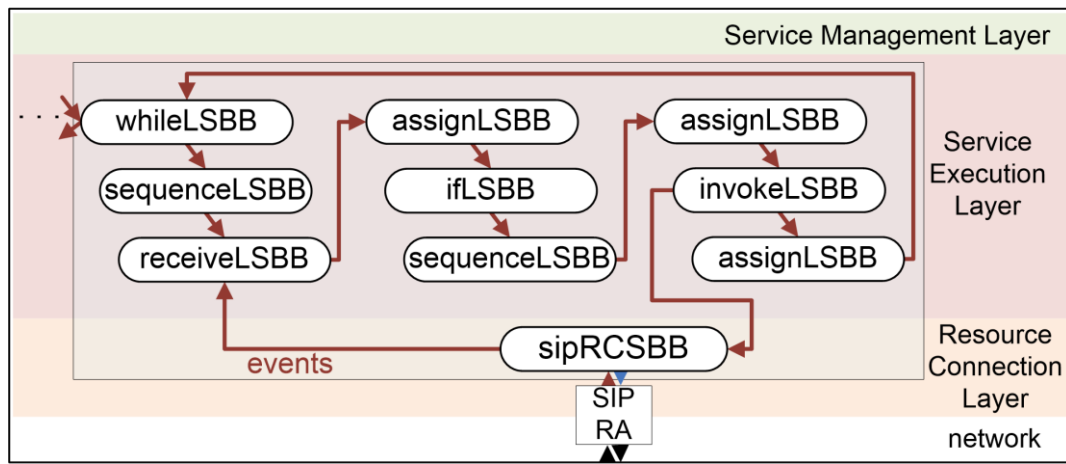 Service Management Layer
whileLSBB
assignLSBB
assignLSBB
Service
Execution
Layer
sequenceLSBB
ifLSBB
invokeLSBB
receiveLSBB
sequenceLSBB
assignLSBB
sipRCSBB
events
Resource
Connection
Layer
SIP
RA
network